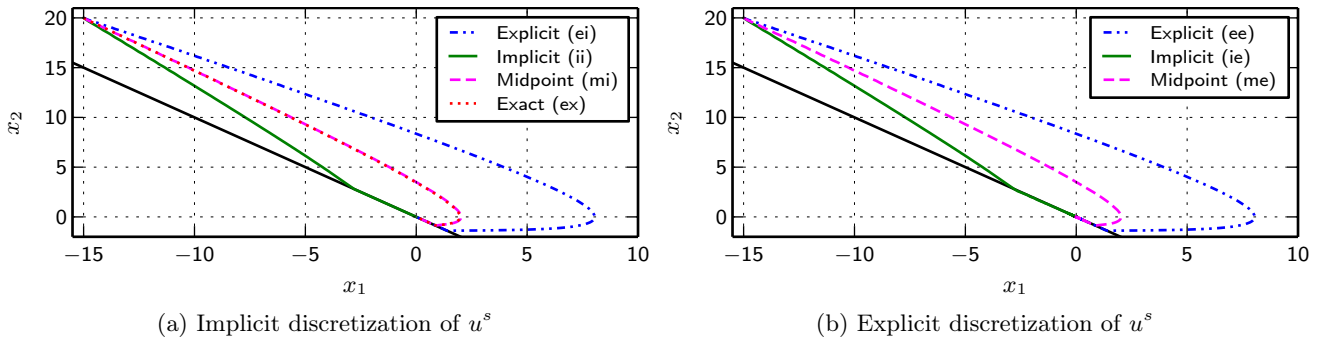 20
15
10
5
0
x₂
−15
−10
−5
0
5
10
x₁
Explicit (ei)
Implicit (ii)
Midpoint (mi)
Exact (ex)
(a) Implicit discretization of uˢ
20
15
10
5
0
x₂
−15
−10
−5
0
5
10
x₁
Explicit (ee)
Implicit (ie)
Midpoint (me)
(b) Explicit discretization of uˢ